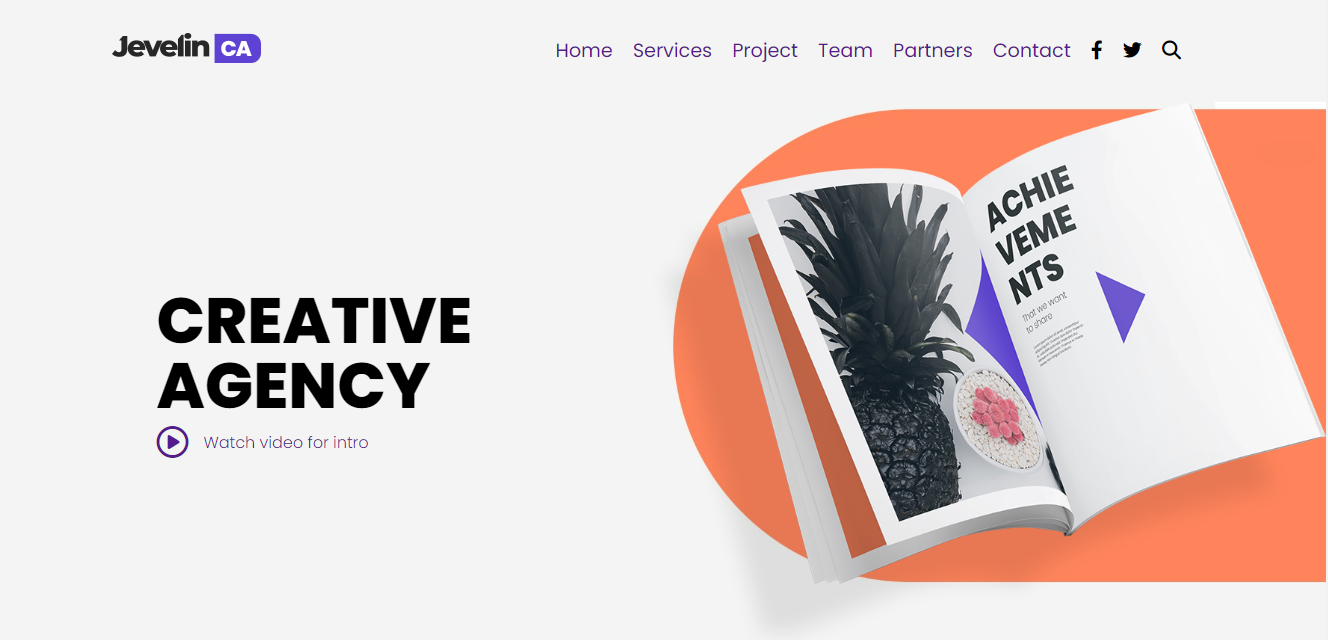 Jevelin CA
Home Services Project Team Partners Contact
ACHIE
VEME
NTS
that we want
to share
CREATIVE
AGENCY
Watch video for intro